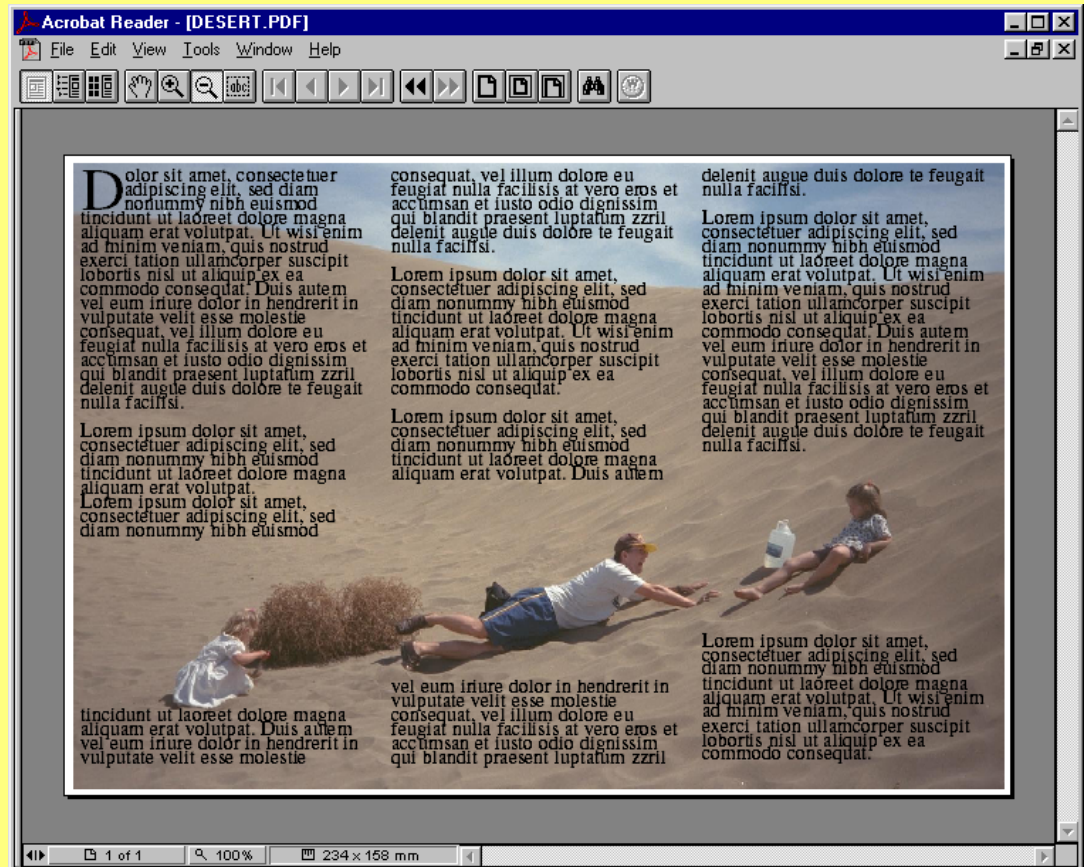 Acrobat Reader - [DESERT.PDF]
File Edit View Tools Window Help
abc
Dolor sit amet, consectetuer
adipiscing elit, sed diam
nonummy nibh euismod
tincidunt ut laoreet dolore magna
aliquam erat volutpat. Ut wisi enim
ad minim veniam, quis nostrud
exerci tation ullamcorper suscipit
lobortis nisl ut aliquip ex ea
commodo consequat. Duis autem
vel eum iriure dolor in hendrerit in
vulputate velit esse molestie
consequat, vel illum dolore eu
feugiat nulla facilisis at vero eros et
accumsan et iusto odio dignissim
qui blandit praesent luptatum zzril
delenit augue duis dolore te feugait
nulla facilisi.
Lorem ipsum dolor sit amet,
consectetuer adipiscing elit, sed
diam nonummy nibh euismod
tincidunt ut laoreet dolore magna
aliquam erat volutpat.
Lorem ipsum dolor sit amet,
consectetuer adipiscing elit, sed
diam nonummy nibh euismod
tincidunt ut laoreet dolore magna
aliquam erat volutpat. Duis autem
vel eum iriure dolor in hendrerit in
vulputate velit esse molestie
consequat, vel illum dolore eu
feugiat nulla facilisis at vero eros et
accumsan et iusto odio dignissim
qui blandit praesent luptatum zzril
delenit augue duis dolore te feugait
nulla facilisi.
Lorem ipsum dolor sit amet,
consectetuer adipiscing elit, sed
diam nonummy nibh euismod
tincidunt ut laoreet dolore magna
aliquam erat volutpat. Ut wisi enim
ad minim veniam, quis nostrud
exerci tation ullamcorper suscipit
lobortis nisl ut aliquip ex ea
commodo consequat.
Lorem ipsum dolor sit amet,
consectetuer adipiscing elit, sed
diam nonummy nibh euismod
tincidunt ut laoreet dolore magna
aliquam erat volutpat. Duis autem
vel eum iriure dolor in hendrerit in
vulputate velit esse molestie
consequat, vel illum dolore eu
feugiat nulla facilisis at vero eros et
accumsan et iusto odio dignissim
qui blandit praesent luptatum zzril
delenit augue duis dolore te feugait
nulla facilisi.
Lorem ipsum dolor sit amet,
consectetuer adipiscing elit, sed
diam nonummy nibh euismod
tincidunt ut laoreet dolore magna
aliquam erat volutpat. Ut wisi enim
ad minim veniam, quis nostrud
exerci tation ullamcorper suscipit
lobortis nisl ut aliquip ex ea
commodo consequat. Duis autem
vel eum iriure dolor in hendrerit in
vulputate velit esse molestie
consequat, vel illum dolore eu
feugiat nulla facilisis at vero eros et
accumsan et iusto odio dignissim
qui blandit praesent luptatum zzril
delenit augue duis dolore te feugait
nulla facilisi.
Lorem ipsum dolor sit amet,
consectetuer adipiscing elit, sed
diam nonummy nibh euismod
tincidunt ut laoreet dolore magna
aliquam erat volutpat. Ut wisi enim
ad minim veniam, quis nostrud
exerci tation ullamcorper suscipit
lobortis nisl ut aliquip ex ea
commodo consequat.
1 of 1 100% 234 x 158 mm